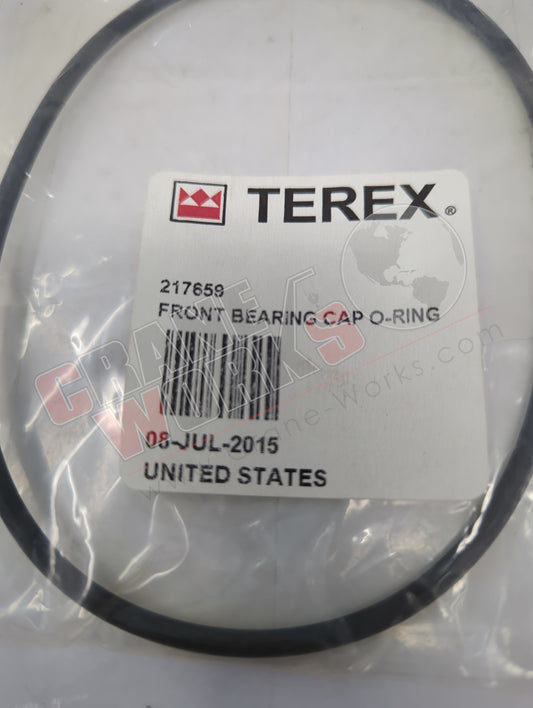 TEREX®
217659
FRONT BEARING CAP O-RING
08-JUL-2015
UNITED STATES
CRANE
WORKS
www.Crane-Works.com